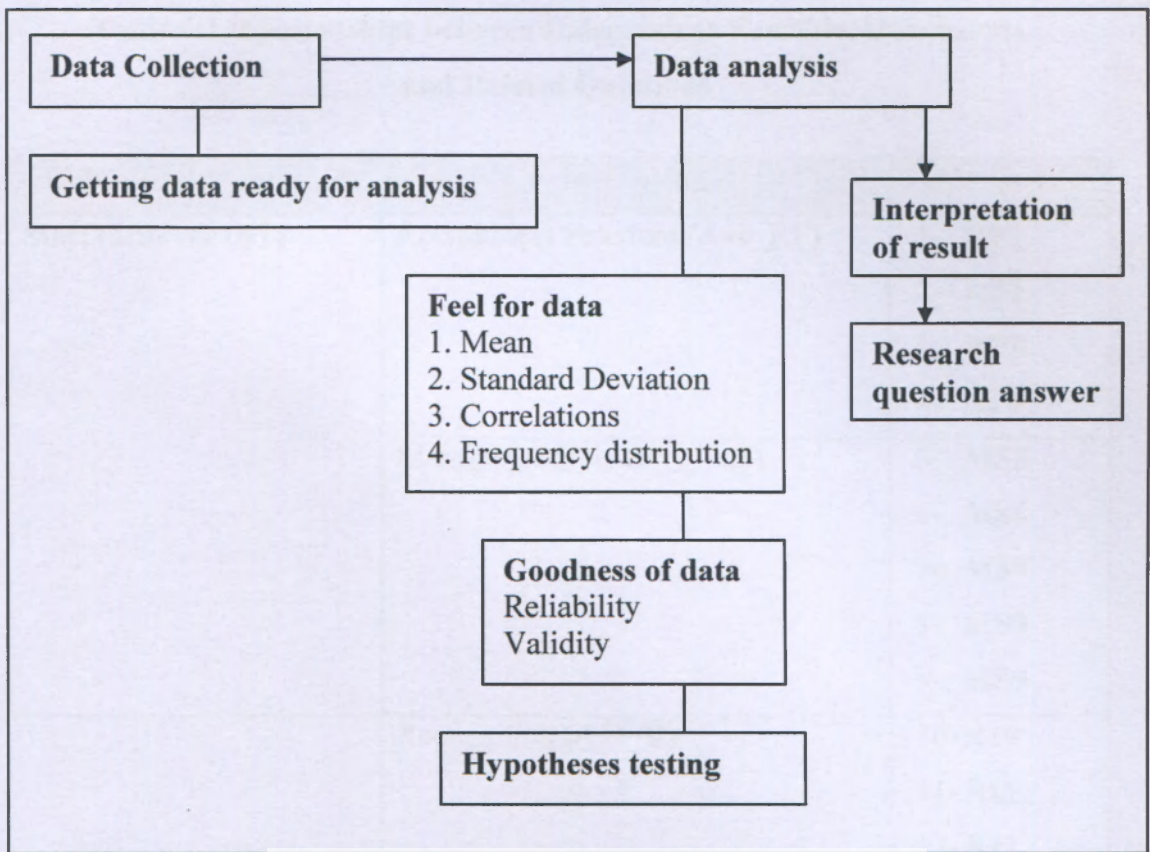 Data Collection
Data analysis
Getting data ready for analysis
Interpretation
of result
Feel for data
1. Mean
2. Standard Deviation
3. Correlations
4. Frequency distribution
Research
question answer
Goodness of data
Reliability
Validity
Hypotheses testing